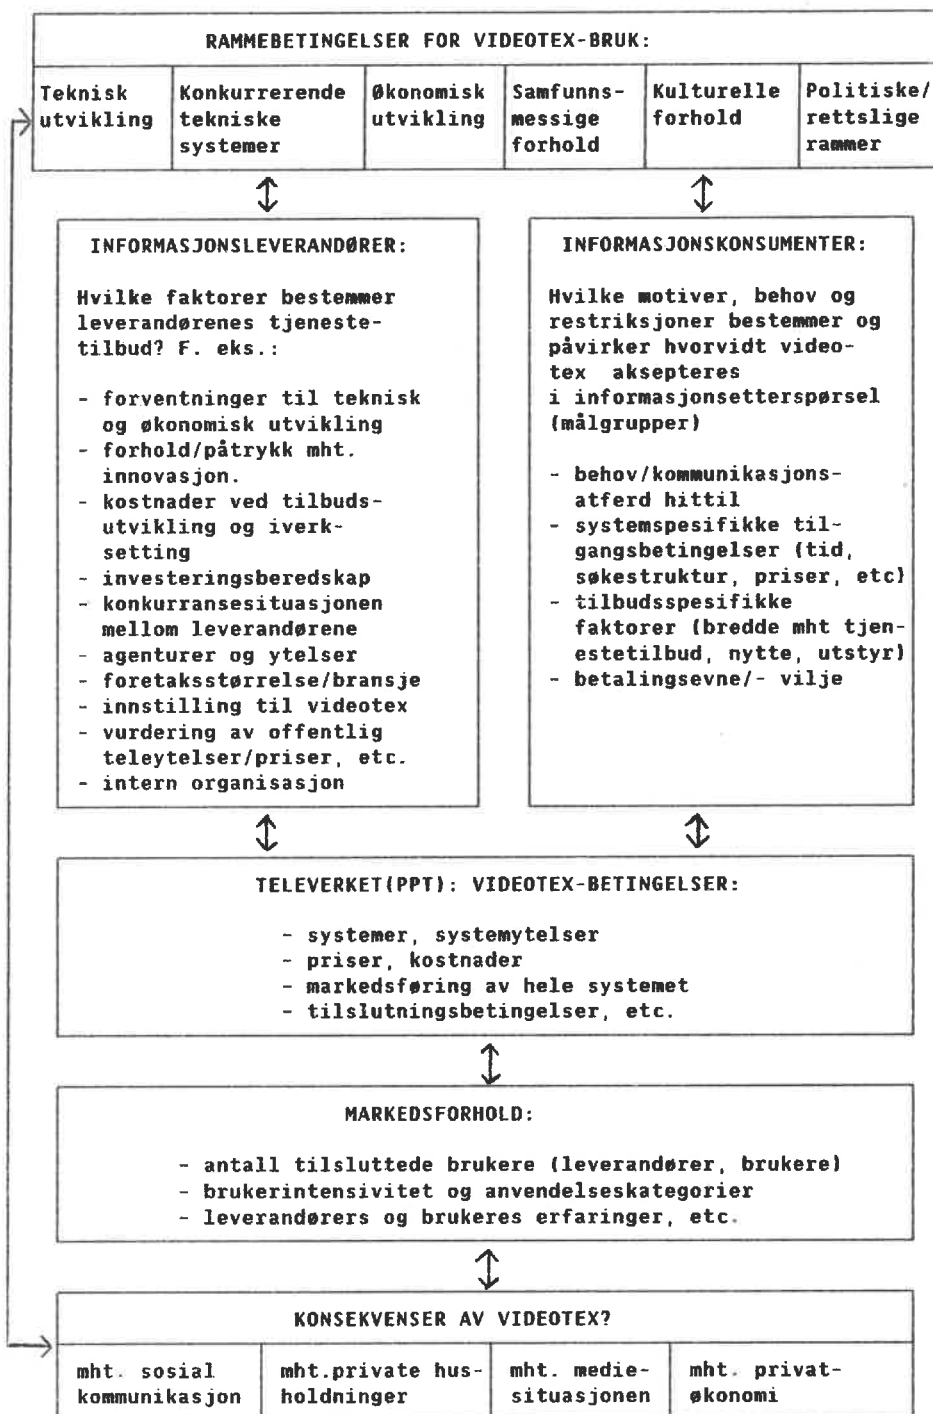 RAMMEBETINGELSER FOR VIDEOTEX-BRUK:
Teknisk
utvikling
Konkurrerende
tekniske
systemer
Økonomisk
utvikling
Samfunns-
messige
forhold
Kulturelle
forhold
Politiske/
rettslige
rammer
INFORMASJONSLEVERANDØRER:
Hvilke faktorer bestemmer
leverandørenes tjeneste-
tilbud? F. eks.:
- forventninger til teknisk
og økonomisk utvikling
- forhold/påtrykk mht.
innovasjon.
- kostnader ved tilbuds-
utvikling og iverk-
setting
- investeringsberedskap
- konkurransesituasjonen
mellom leverandørene
- agenturer og ytelser
- foretaksstørrelse/bransje
- innstilling til videotex
- vurdering av offentlig
teleytelser/priser, etc.
- intern organisasjon
INFORMASJONSKONSUMENTER:
Hvilke motiver, behov og
restriksjoner bestemmer og
påvirker hvorvidt video-
tex aksepteres
i informasjonsetterspørsel
(målgrupper)
- behov/kommunikasjons-
atferd hittil
- systemspesifikke til-
gangsbetingelser (tid,
søkestruktur, priser, etc)
- tilbudsspesifikke
faktorer (bredde mht tjen-
estetilbud, nytte, utstyr)
- betalingsevne/- vilje
TELEVERKET(PPT): VIDEOTEX-BETINGELSER:
- systemer, systemytelser
- priser, kostnader
- markedsføring av hele systemet
- tilslutningsbetingelser, etc.
MARKEDSFORHOLD:
- antall tilsluttede brukere (leverandører, brukere)
- brukerintensivitet og anvendelseskategorier
- leverandørers og brukeres erfaringer, etc.
KONSEKVENSER AV VIDEOTEX?
mht. sosial
kommunikasjon
mht.private hus-
holdninger
mht. medie-
situasjonen
mht. privat-
økonomi